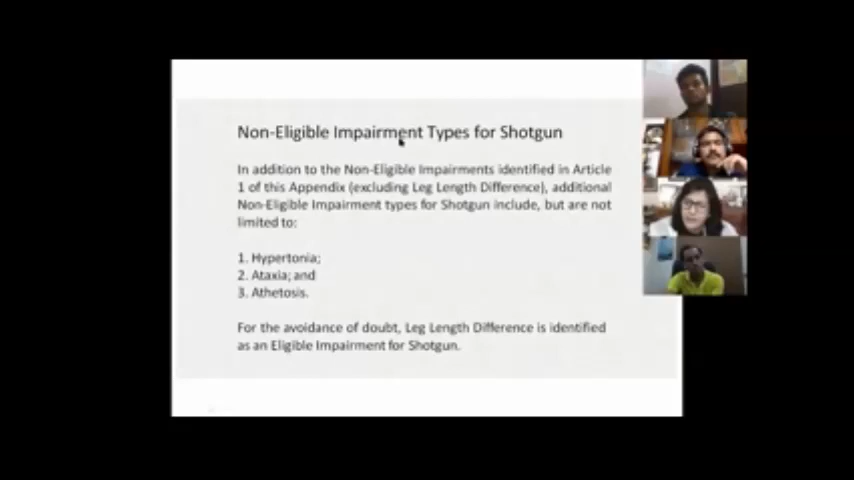 Non-Eligible Impairment Types for Shotgun
In addition to the Non-Eligible Impairments identified in Article
1 of this Appendix (excluding Leg Length Difference), additional
Non-Eligible Impairment types for Shotgun include, but are not
limited to:
1. Hypertonia;
2. Ataxia; and
3. Athetosis.
For the avoidance of doubt, Leg Length Difference is identified
as an Eligible Impairment for Shotgun.